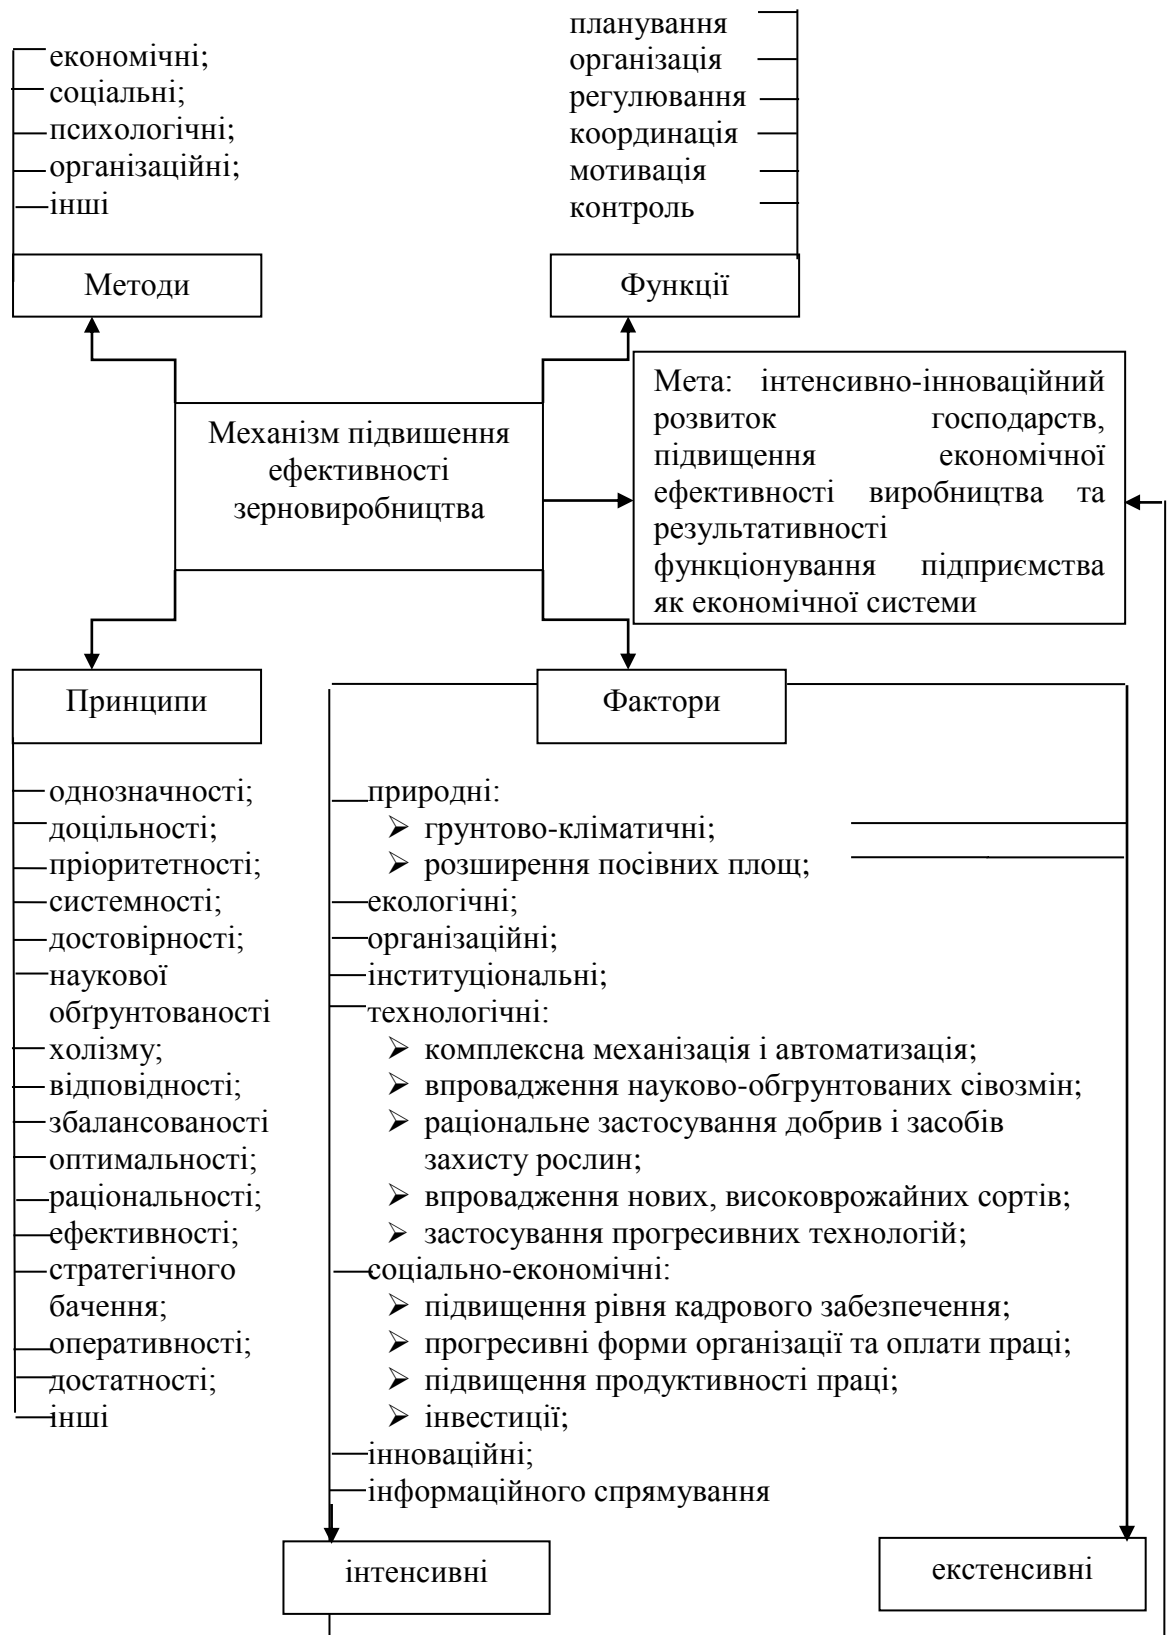 економічні;
соціальні;
психологічні;
організаційні;
інші
планування
організація
регулювання
координація
мотивація
контроль
Методи
Функції
Механізм підвишення
ефективності
зерновиробництва
Мета: інтенсивно-інноваційний
розвиток господарств,
підвищення економічної
ефективності виробництва та
результативності
функціонування підприємства
як економічної системи
Принципи
Фактори
однозначності;
доцільності;
пріоритетності;
системності;
достовірності;
наукової
обґрунтованості
холізму;
відповідності;
збалансованості
оптимальності;
раціональності;
ефективності;
стратегічного
бачення;
оперативності;
достатності;
інші
природні:
➢ грунтово-кліматичні;
➢ розширення посівних площ;
екологічні;
організаційні;
інституціональні;
технологічні:
➢ комплексна механізація і автоматизація;
➢ впровадження науково-обгрунтованих сівозмін;
➢ раціональне застосування добрив і засобів
захисту рослин;
➢ впровадження нових, високоврожайних сортів;
➢ застосування прогресивних технологій;
соціально-економічні:
➢ підвищення рівня кадрового забезпечення;
➢ прогресивні форми організації та оплати праці;
➢ підвищення продуктивності праці;
➢ інвестиції;
інноваційні;
інформаційного спрямування
інтенсивні
екстенсивні